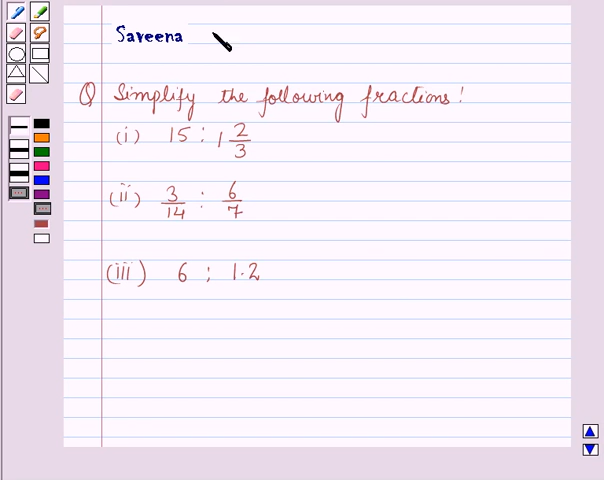 Saveena
Q Simplify the following fractions!
(i) 15 : 1 2/3
(ii) 3/14 : 6/7
(iii) 6 : 1.2